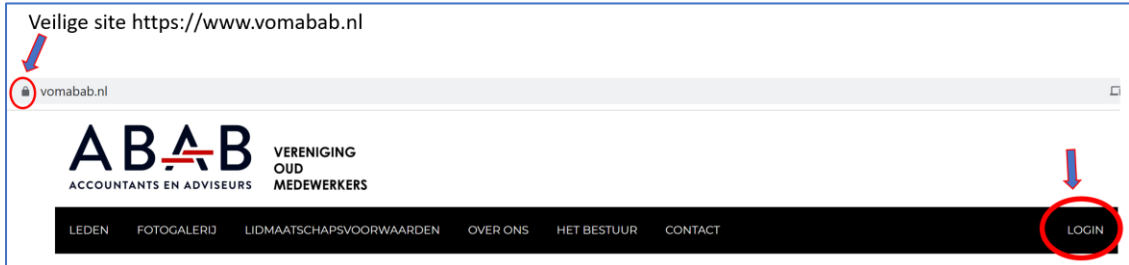 Veilige site https://www.vomabab.nl
vomabab.nl
ABAB
ACCOUNTANTS EN ADVISEURS
VERENIGING
OUD
MEDEWERKERS
LEDEN FOTOGALERIJ LIDMAATSCHAPSVOORWAARDEN OVER ONS HET BESTUUR CONTACT LOGIN